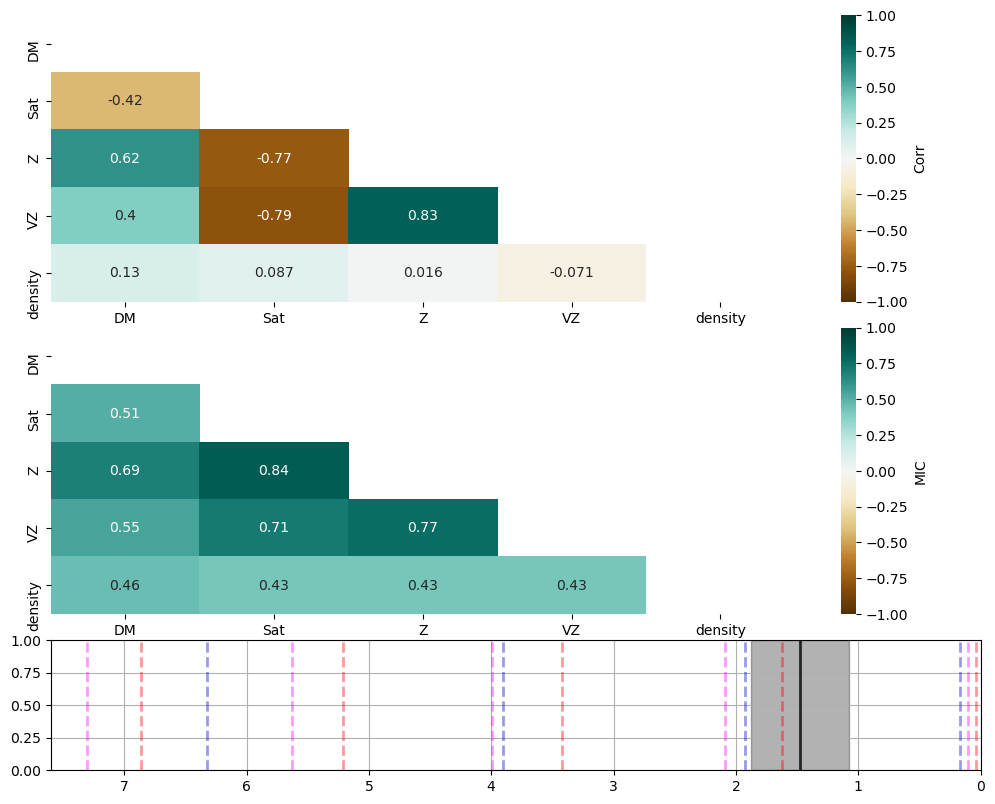 DM
Sat -0.42
Z 0.62 -0.77
VZ 0.4 -0.79 0.83
density 0.13 0.087 0.016 -0.071
DM Sat Z VZ density
1.00
0.75
0.50
0.25
0.00
−0.25
−0.50
−0.75
−1.00
Corr
DM
Sat 0.51
Z 0.69 0.84
VZ 0.55 0.71 0.77
density 0.46 0.43 0.43 0.43
DM Sat Z VZ density
1.00
0.75
0.50
0.25
0.00
−0.25
−0.50
−0.75
−1.00
MIC
1.00
0.75
0.50
0.25
0.00
7 6 5 4 3 2 1 0